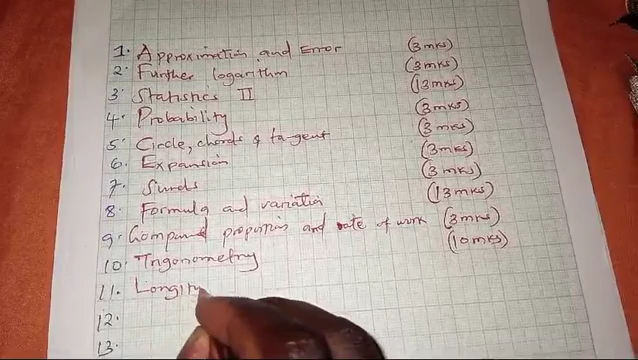 1. Approximation and Error (3mks)
2. Further logarithm (3mks)
3. Statistics II (13mks)
4. Probability (3mks)
5. Circle, chords & tangent (3mks)
6. Expansion (3mks)
7. Surds (3mks)
8. Formula and variation (13mks)
9. Compound proportion and rate of work (3mks)
10. Trigonometry (10mks)
11. Longity
12.
13.